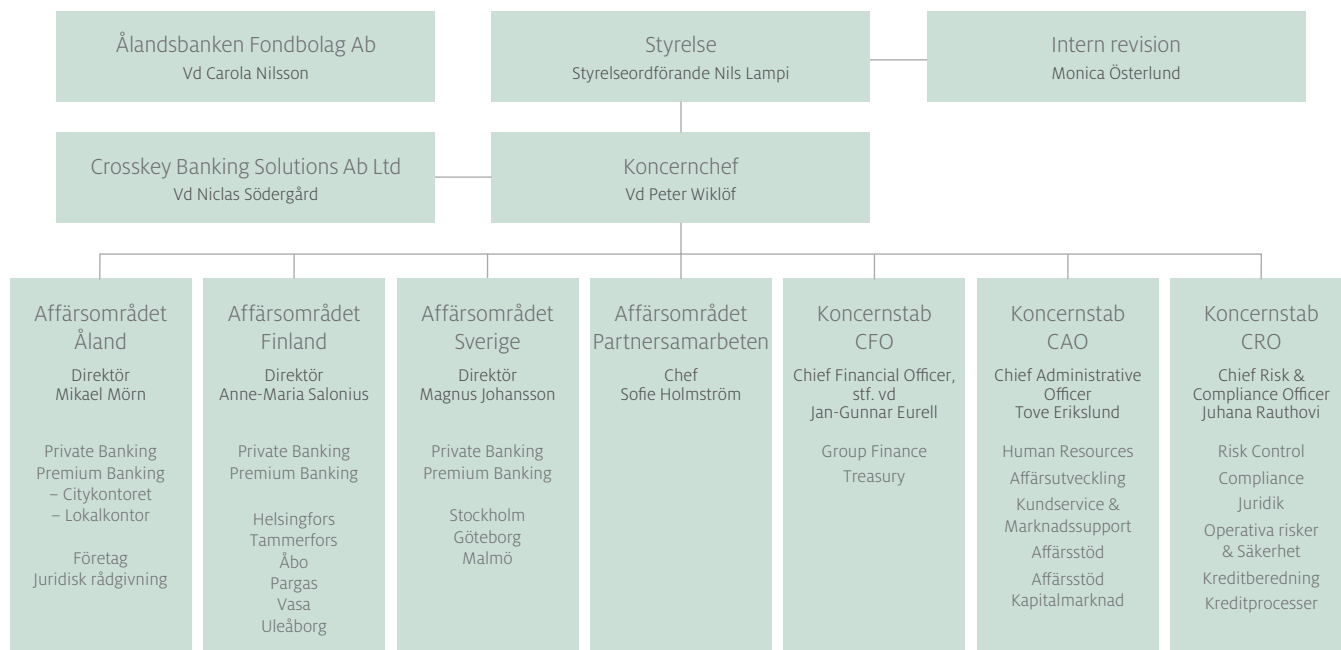 Ålandsbanken Fondbolag Ab
Vd Carola Nilsson
Styrelse
Styrelseordförande Nils Lampi
Intern revision
Monica Österlund
Crosskey Banking Solutions Ab Ltd
Vd Niclas Södergård
Koncernchef
Vd Peter Wiklöf
Affärsområdet
Åland
Direktör
Mikael Mörn
Private Banking
Premium Banking
– Citykontoret
– Lokalkontor
Företag
Juridisk rådgivning
Affärsområdet
Finland
Direktör
Anne-Maria Salonius
Private Banking
Premium Banking
Helsingfors
Tammerfors
Åbo
Pargas
Vasa
Uleåborg
Affärsområdet
Sverige
Direktör
Magnus Johansson
Private Banking
Premium Banking
Stockholm
Göteborg
Malmö
Affärsområdet
Partnersamarbeten
Chef
Sofie Holmström
Koncernstab
CFO
Chief Financial Officer,
stf. vd
Jan-Gunnar Eurell
Group Finance
Treasury
Koncernstab
CAO
Chief Administrative
Officer
Tove Erikslund
Human Resources
Affärsutveckling
Kundservice &
Marknadssupport
Affärsstöd
Affärsstöd
Kapitalmarknad
Koncernstab
CRO
Chief Risk &
Compliance Officer
Juhana Rauthovi
Risk Control
Compliance
Juridik
Operativa risker
& Säkerhet
Kreditberedning
Kreditprocesser